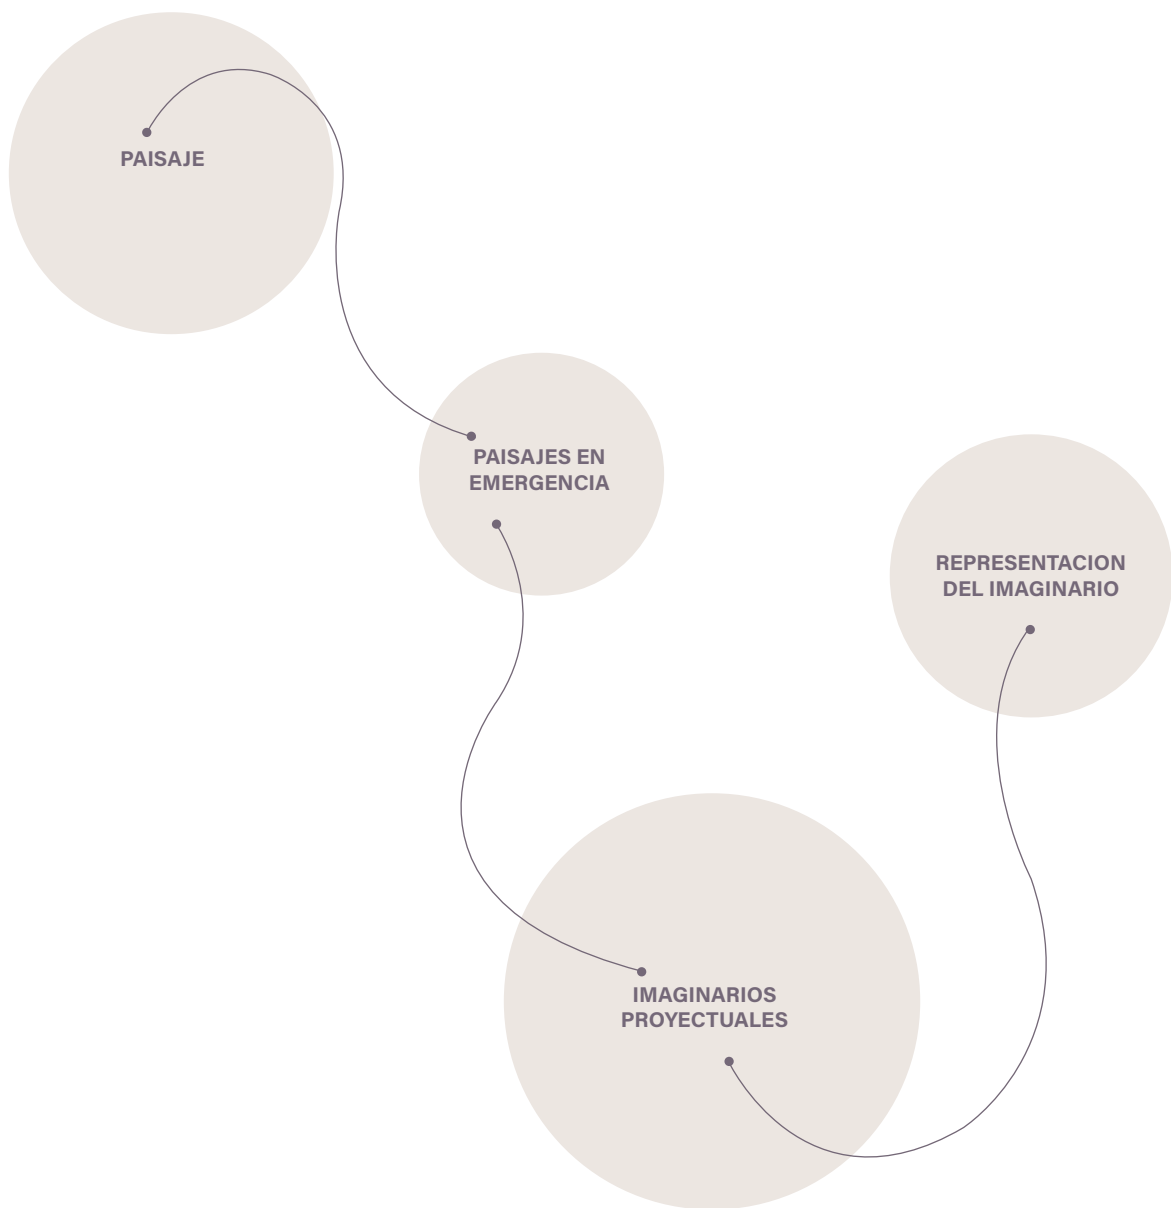 PAISAJE
PAISAJES EN
EMERGENCIA
REPRESENTACION
DEL IMAGINARIO
IMAGINARIOS
PROYECTUALES